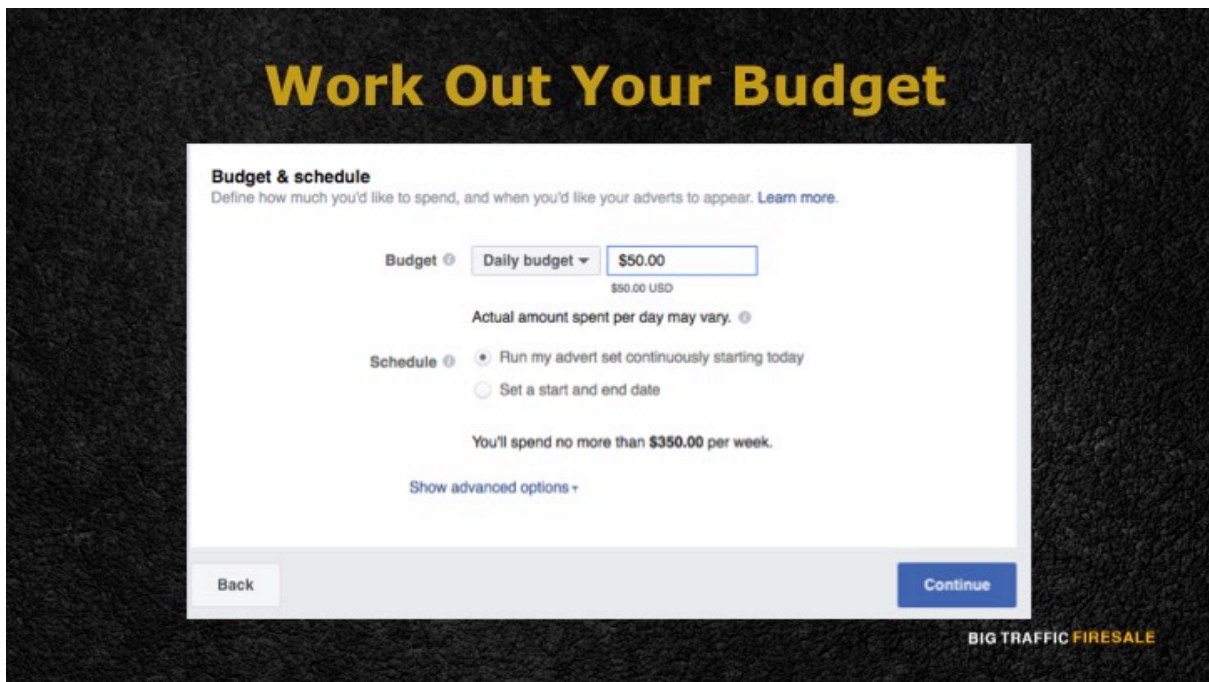 Work Out Your Budget
Budget & schedule
Define how much you'd like to spend, and when you'd like your adverts to appear. Learn more.
Budget Daily budget $50.00
$50.00 USD
Actual amount spent per day may vary.
Schedule Run my advert set continuously starting today
Set a start and end date
You'll spend no more than $350.00 per week.
Show advanced options
Back Continue
BIG TRAFFIC FIRESALE